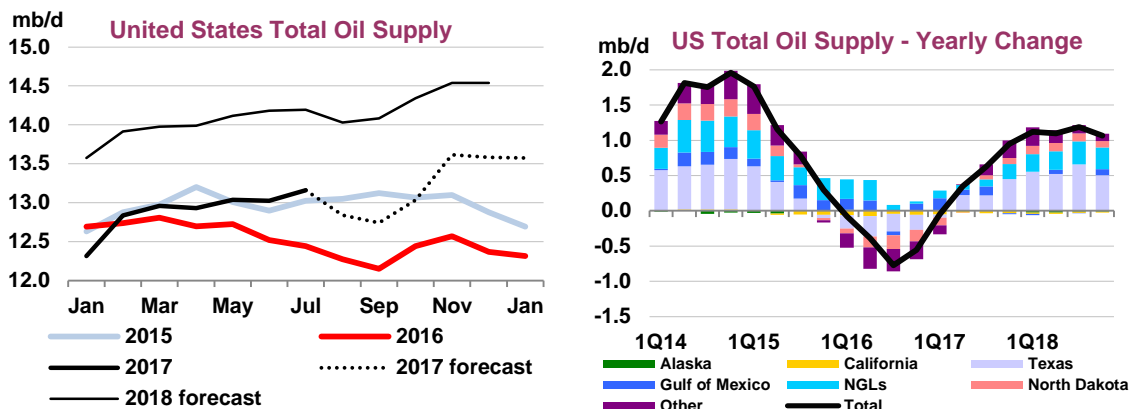 mb/d
United States Total Oil Supply
15.0
14.5
14.0
13.5
13.0
12.5
12.0
Jan Mar May Jul Sep Nov Jan
2015 2016
2017 2017 forecast
2018 forecast
mb/d
US Total Oil Supply - Yearly Change
2.0
1.5
1.0
0.5
0.0
-0.5
-1.0
-1.5
1Q14 1Q15 1Q16 1Q17 1Q18
Alaska California Texas
Gulf of Mexico NGLs North Dakota
Other Total